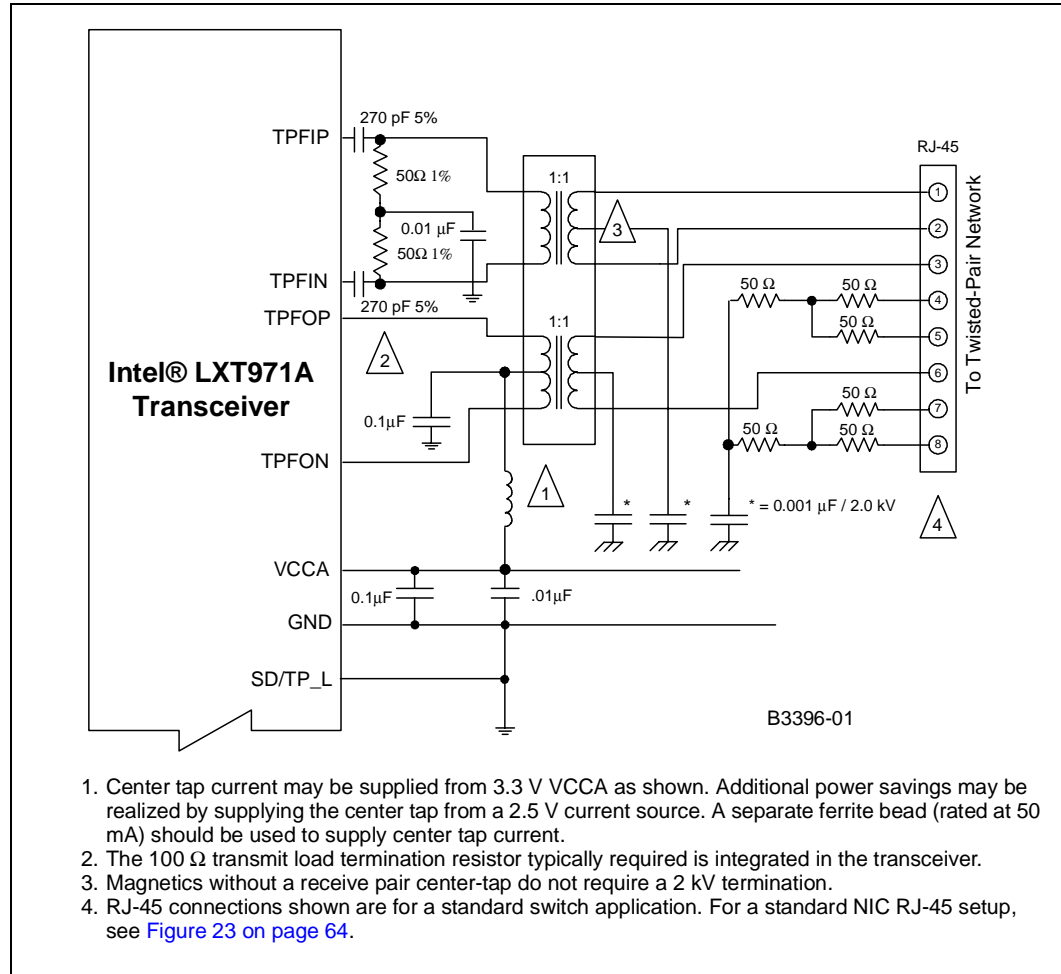 270 pF 5%
TPFIP
50Ω 1%
0.01 μF
50Ω 1%
TPFIN
270 pF 5%
TPFOP
2
Intel® LXT971A
Transceiver
0.1μF
TPFON
1:1
3
1:1
1
RJ-45
1
2
3
50 Ω
50 Ω
4
50 Ω
5
6
50 Ω
7
50 Ω
50 Ω
8
To Twisted-Pair Network
*
*
* = 0.001 μF / 2.0 kV
4
VCCA
0.1μF
.01μF
GND
SD/TP_L
B3396-01
1. Center tap current may be supplied from 3.3 V VCCA as shown. Additional power savings may be
realized by supplying the center tap from a 2.5 V current source. A separate ferrite bead (rated at 50
mA) should be used to supply center tap current.
2. The 100 Ω transmit load termination resistor typically required is integrated in the transceiver.
3. Magnetics without a receive pair center-tap do not require a 2 kV termination.
4. RJ-45 connections shown are for a standard switch application. For a standard NIC RJ-45 setup,
see Figure 23 on page 64.